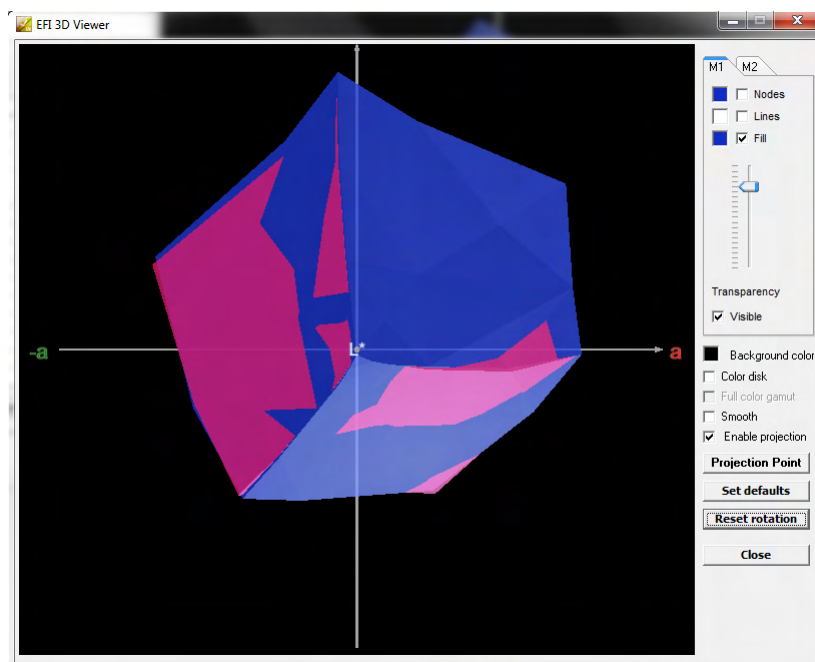 EFI 3D Viewer
M1 M2
Nodes
Lines
Fill
Transparency
Visible
-a
L*
a
Background color
Color disk
Full color gamut
Smooth
Enable projection
Projection Point
Set defaults
Reset rotation
Close